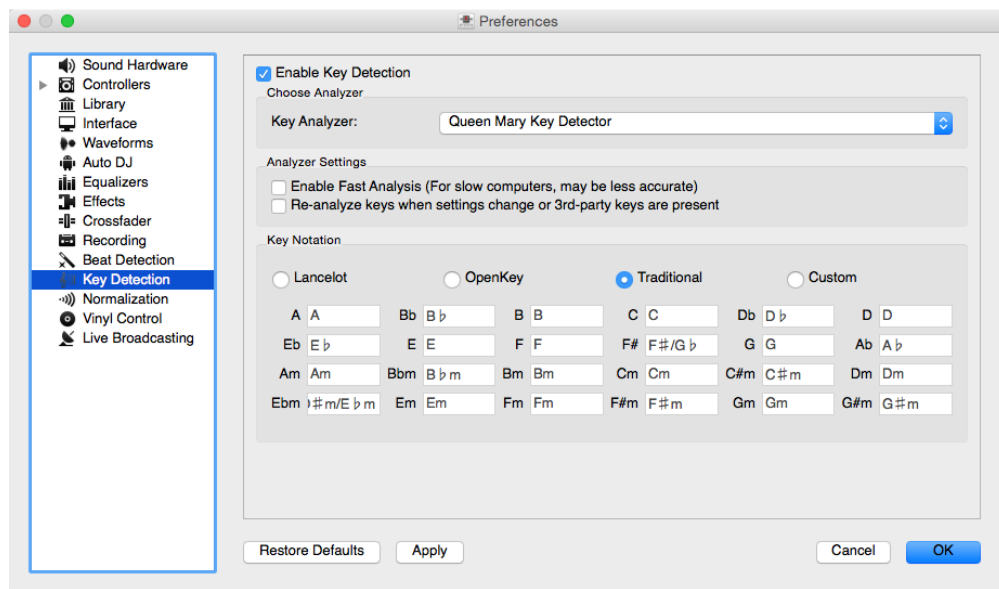 Preferences
Sound Hardware
Controllers
Library
Interface
Waveforms
Auto DJ
Equalizers
Effects
Crossfader
Recording
Beat Detection
Key Detection
Normalization
Vinyl Control
Live Broadcasting
Enable Key Detection
Choose Analyzer
Key Analyzer: Queen Mary Key Detector
Analyzer Settings
Enable Fast Analysis (For slow computers, may be less accurate)
Re-analyze keys when settings change or 3rd-party keys are present
Key Notation
Lancelot OpenKey Traditional Custom
A A Bb B♭ B B C C Db D♭ D D
Eb E♭ E E F F F# F♯/G♭ G G Ab A♭
Am Am Bbm B♭m Bm Bm Cm Cm C#m C♯m Dm Dm
Ebm ♯m/E♭m Em Em Fm Fm F#m F♯m Gm Gm G#m G♯m
Restore Defaults Apply Cancel OK